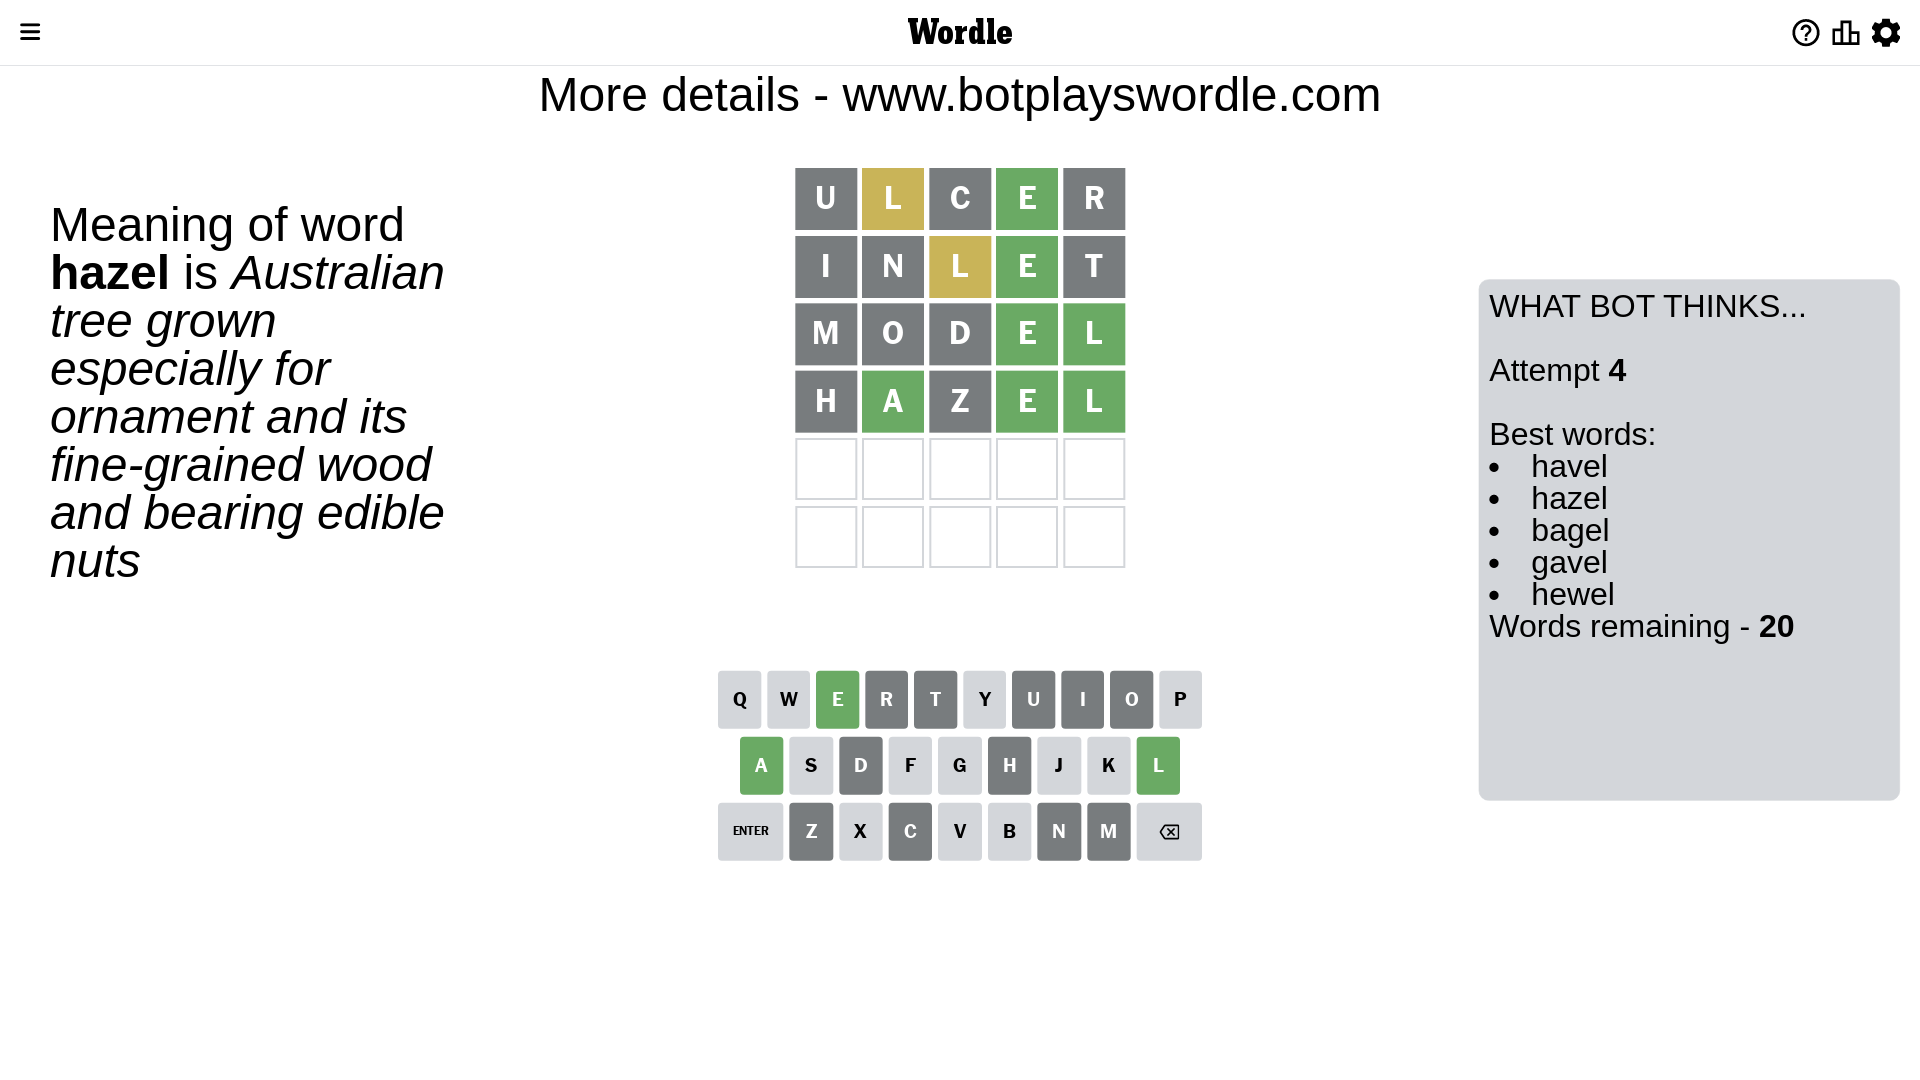 Wordle
More details - www.botplayswordle.com
Meaning of word
hazel is Australian
tree grown
especially for
ornament and its
fine-grained wood
and bearing edible
nuts
U L C E R
I N L E T
M O D E L
H A Z E L
WHAT BOT THINKS...
Attempt 4
Best words:
• havel
• hazel
• bagel
• gavel
• hewel
Words remaining - 20
Q W E R T Y U I O P
A S D F G H J K L
ENTER Z X C V B N M